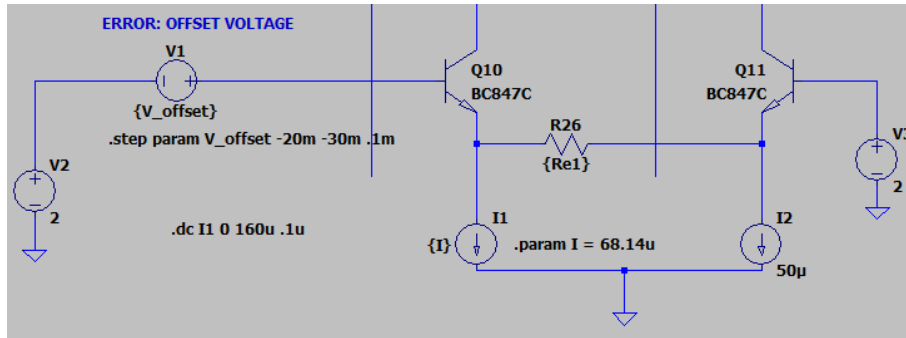 ERROR: OFFSET VOLTAGE
V1
{V_offset}
.step param V_offset -20m -30m .1m
V2
2
.dc I1 0 160u .1u
Q10
BC847C
R26
{Re1}
I1
{I}
.param I = 68.14u
Q11
BC847C
I2
50µ
V3
2